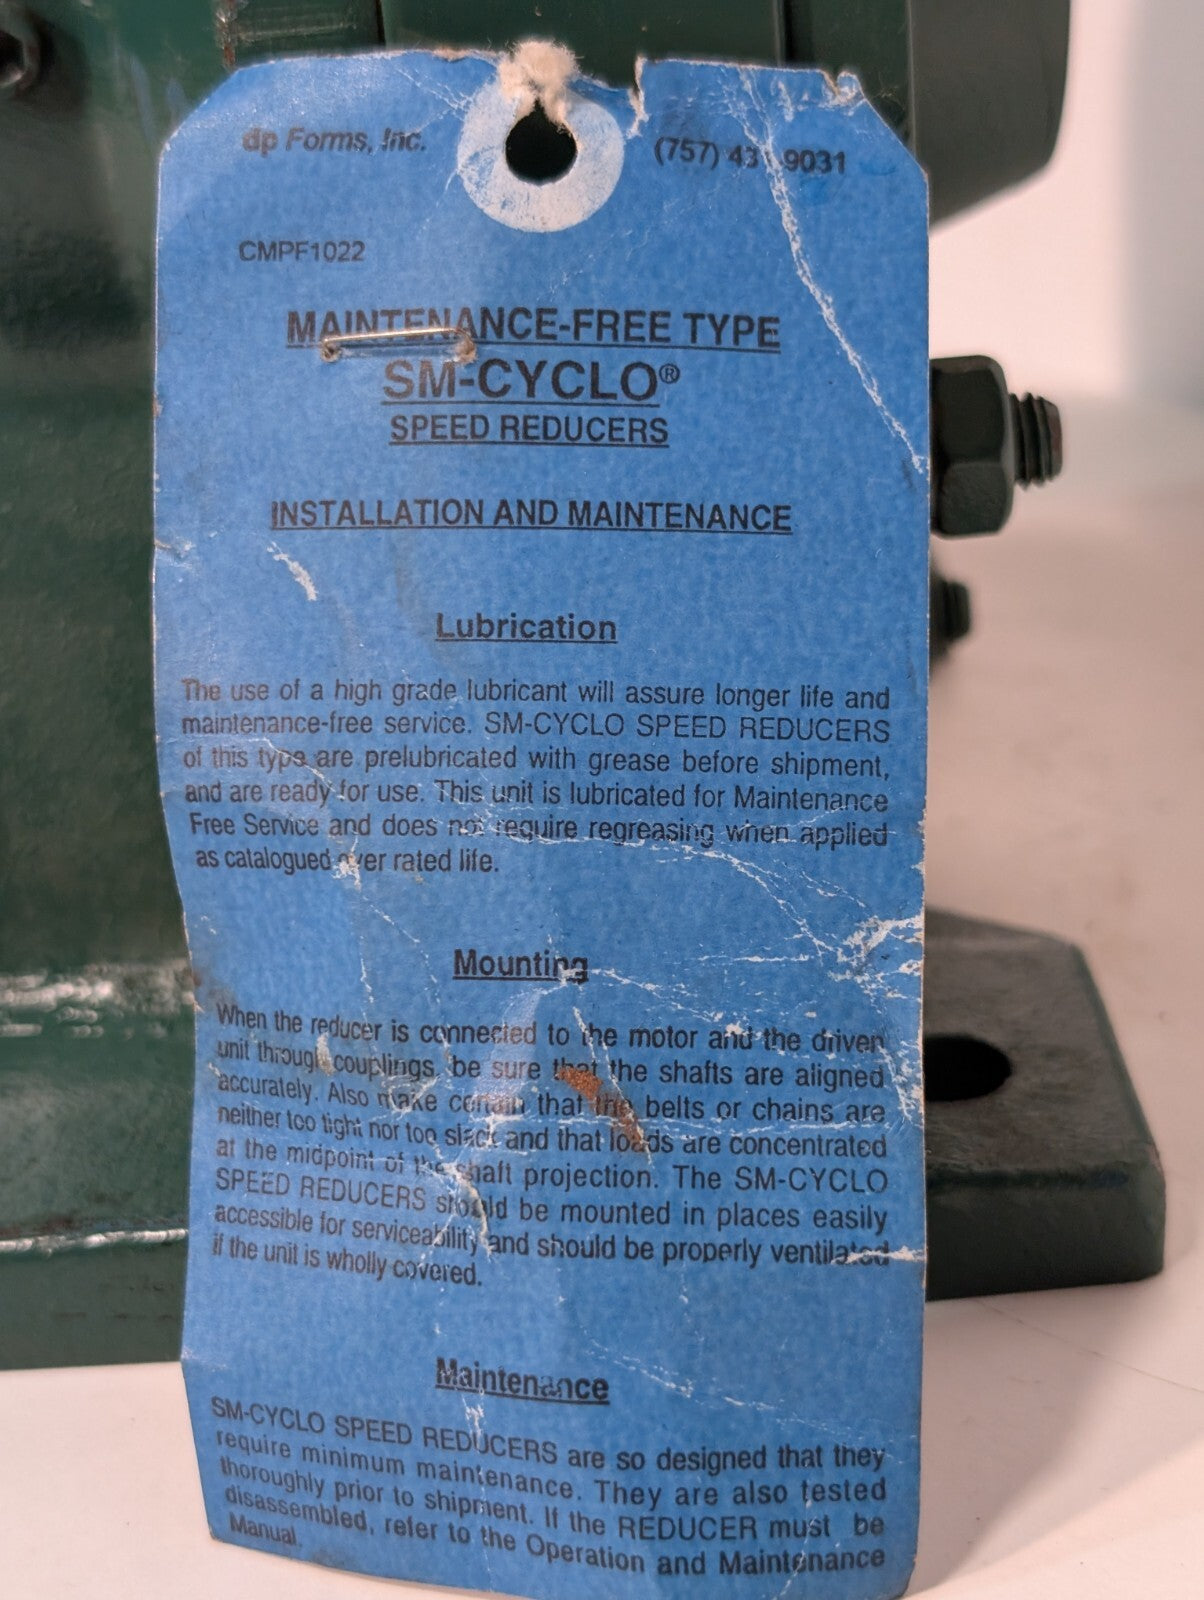 dp Forms, Inc.
(757) 43 9031
CMPF1022
MAINTENANCE-FREE TYPE
SM-CYCLO®
SPEED REDUCERS
INSTALLATION AND MAINTENANCE
Lubrication
The use of a high grade lubricant will assure longer life and
maintenance-free service. SM-CYCLO SPEED REDUCERS
of this type are prelubricated with grease before shipment,
and are ready for use. This unit is lubricated for Maintenance
Free Service and does not require regreasing when applied
as catalogued over rated life.
Mounting
When the reducer is connected to the motor and the driven
unit through couplings, be sure that the shafts are aligned
accurately. Also make certain that the belts or chains are
neither too tight nor too slack and that loads are concentrated
at the midpoint of the shaft projection. The SM-CYCLO
SPEED REDUCERS should be mounted in places easily
accessible for serviceability and should be properly ventilated
if the unit is wholly covered.
Maintenance
SM-CYCLO SPEED REDUCERS are so designed that they
require minimum maintenance. They are also tested
thoroughly prior to shipment. If the REDUCER must be
disassembled, refer to the Operation and Maintenance
Manual.